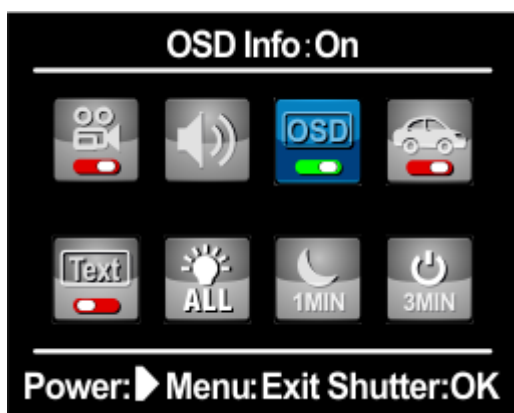 OSD Info:On
OSD
Text ALL 1MIN 3MIN
Power: Menu:Exit Shutter:OK